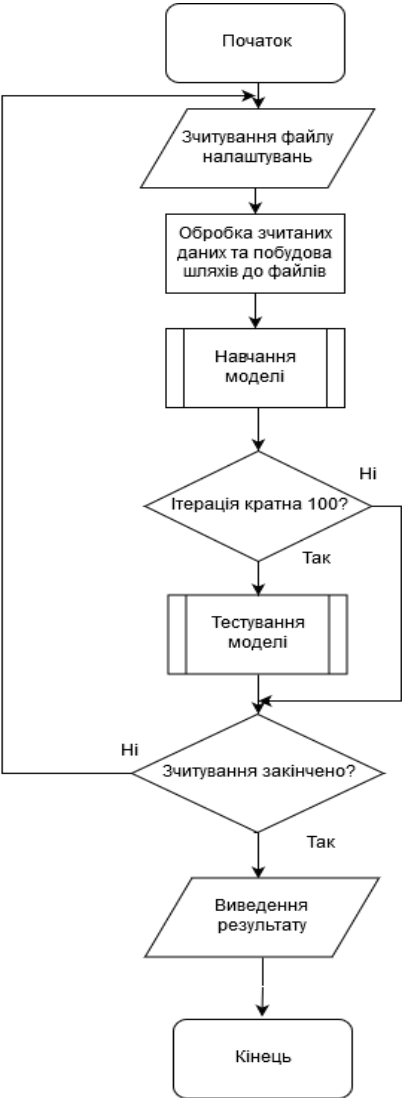 Початок
Зчитування файлу
налаштувань
Обробка зчитаних
даних та побудова
шляхів до файлів
Навчання
моделі
Ні
Ітерація кратна 100?
Так
Тестування
моделі
Ні
Зчитування закінчено?
Так
Виведення
результату
Кінець